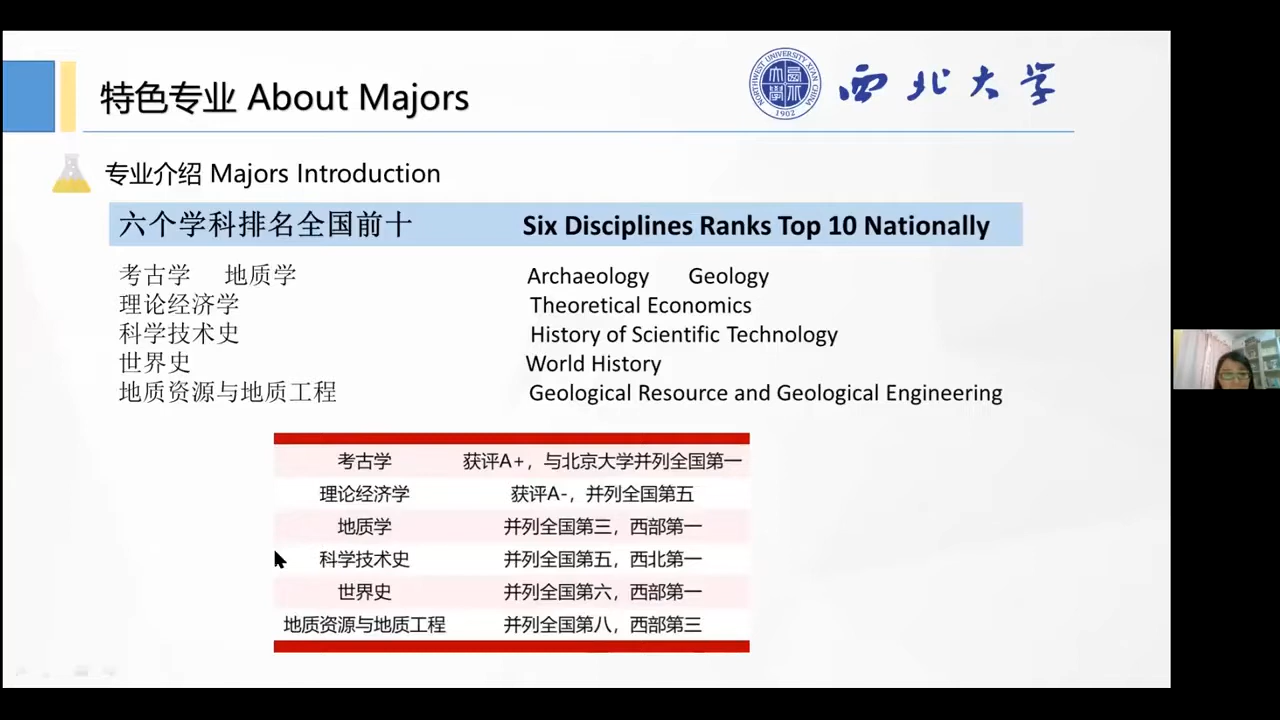 特色专业 About Majors
NORTHWEST UNIVERSITY XI'AN CHINA
1902
西北大学
专业介绍 Majors Introduction
六个学科排名全国前十 Six Disciplines Ranks Top 10 Nationally
考古学 地质学 Archaeology Geology
理论经济学 Theoretical Economics
科学技术史 History of Scientific Technology
世界史 World History
地质资源与地质工程 Geological Resource and Geological Engineering
考古学 获评A+，与北京大学并列全国第一
理论经济学 获评A-，并列全国第五
地质学 并列全国第三，西部第一
科学技术史 并列全国第五，西北第一
世界史 并列全国第六，西部第一
地质资源与地质工程 并列全国第八，西部第三